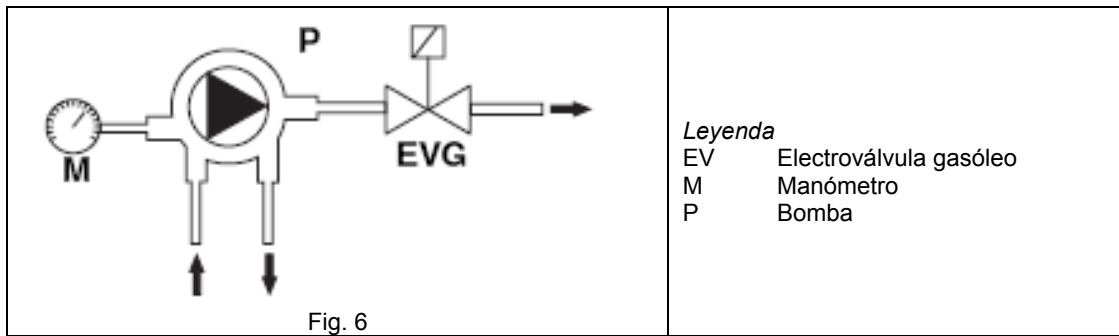 P
M
EVG
Fig. 6
Leyenda
EV Electroválvula gasóleo
M Manómetro
P Bomba